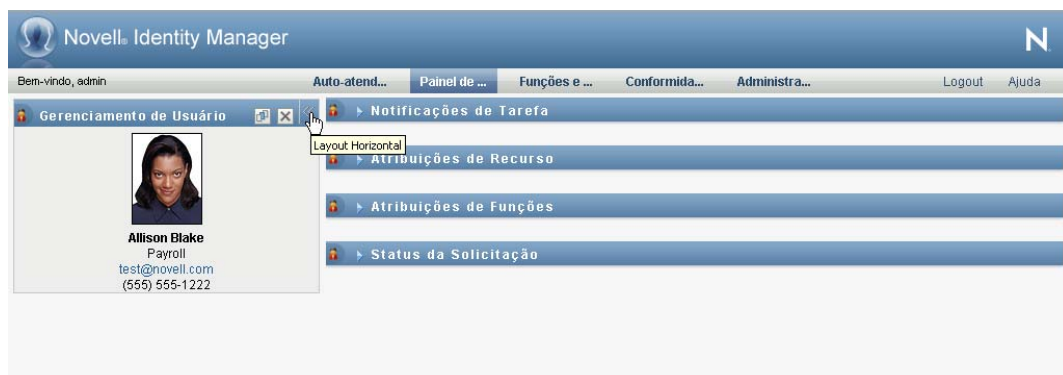 Novell® Identity Manager
N
Bem-vindo, admin Auto-atend... Painel de ... Funções e ... Conformida... Administra... Logout Ajuda
Gerenciamento de Usuário
Notificações de Tarefa
Layout Horizontal
Atribuições de Recurso
Atribuições de Funções
Allison Blake
Status da Solicitação
Payroll
test@novell.com
(555) 555-1222